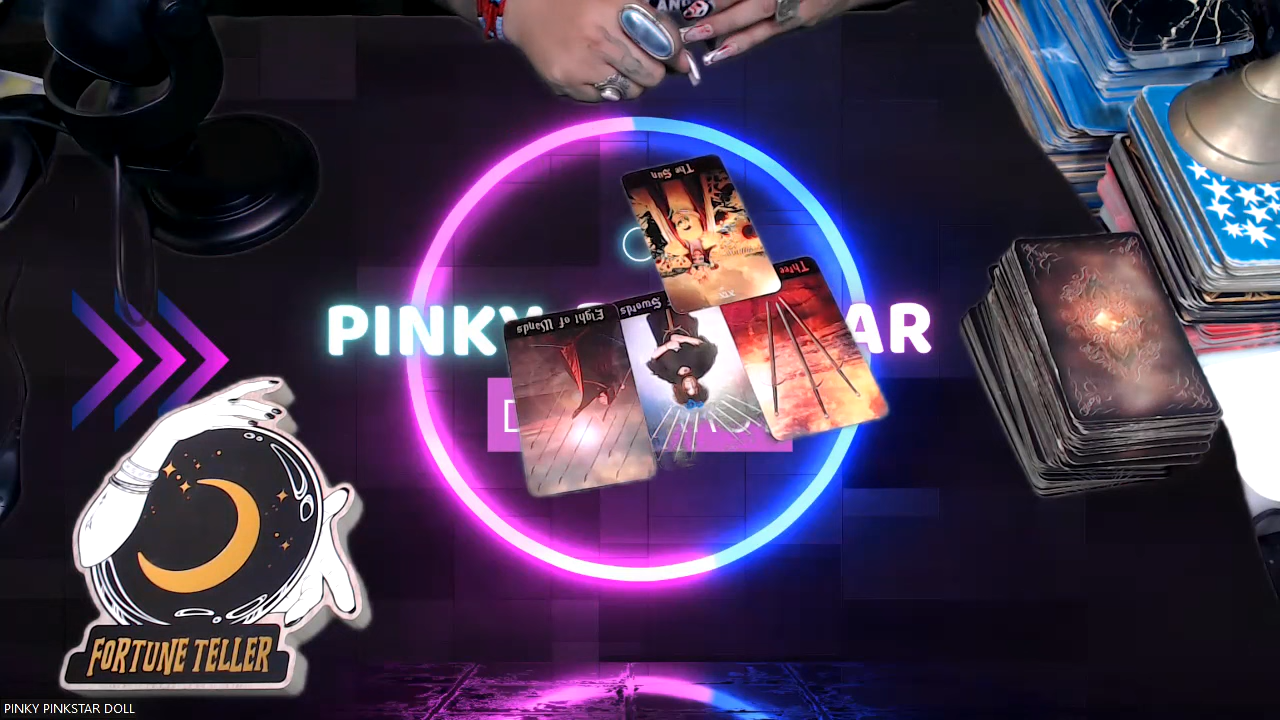 The Sun
Three
Swords
Eight of Wands
PINKY
AR
D
FORTUNE TELLER
PINKY PINKSTAR DOLL